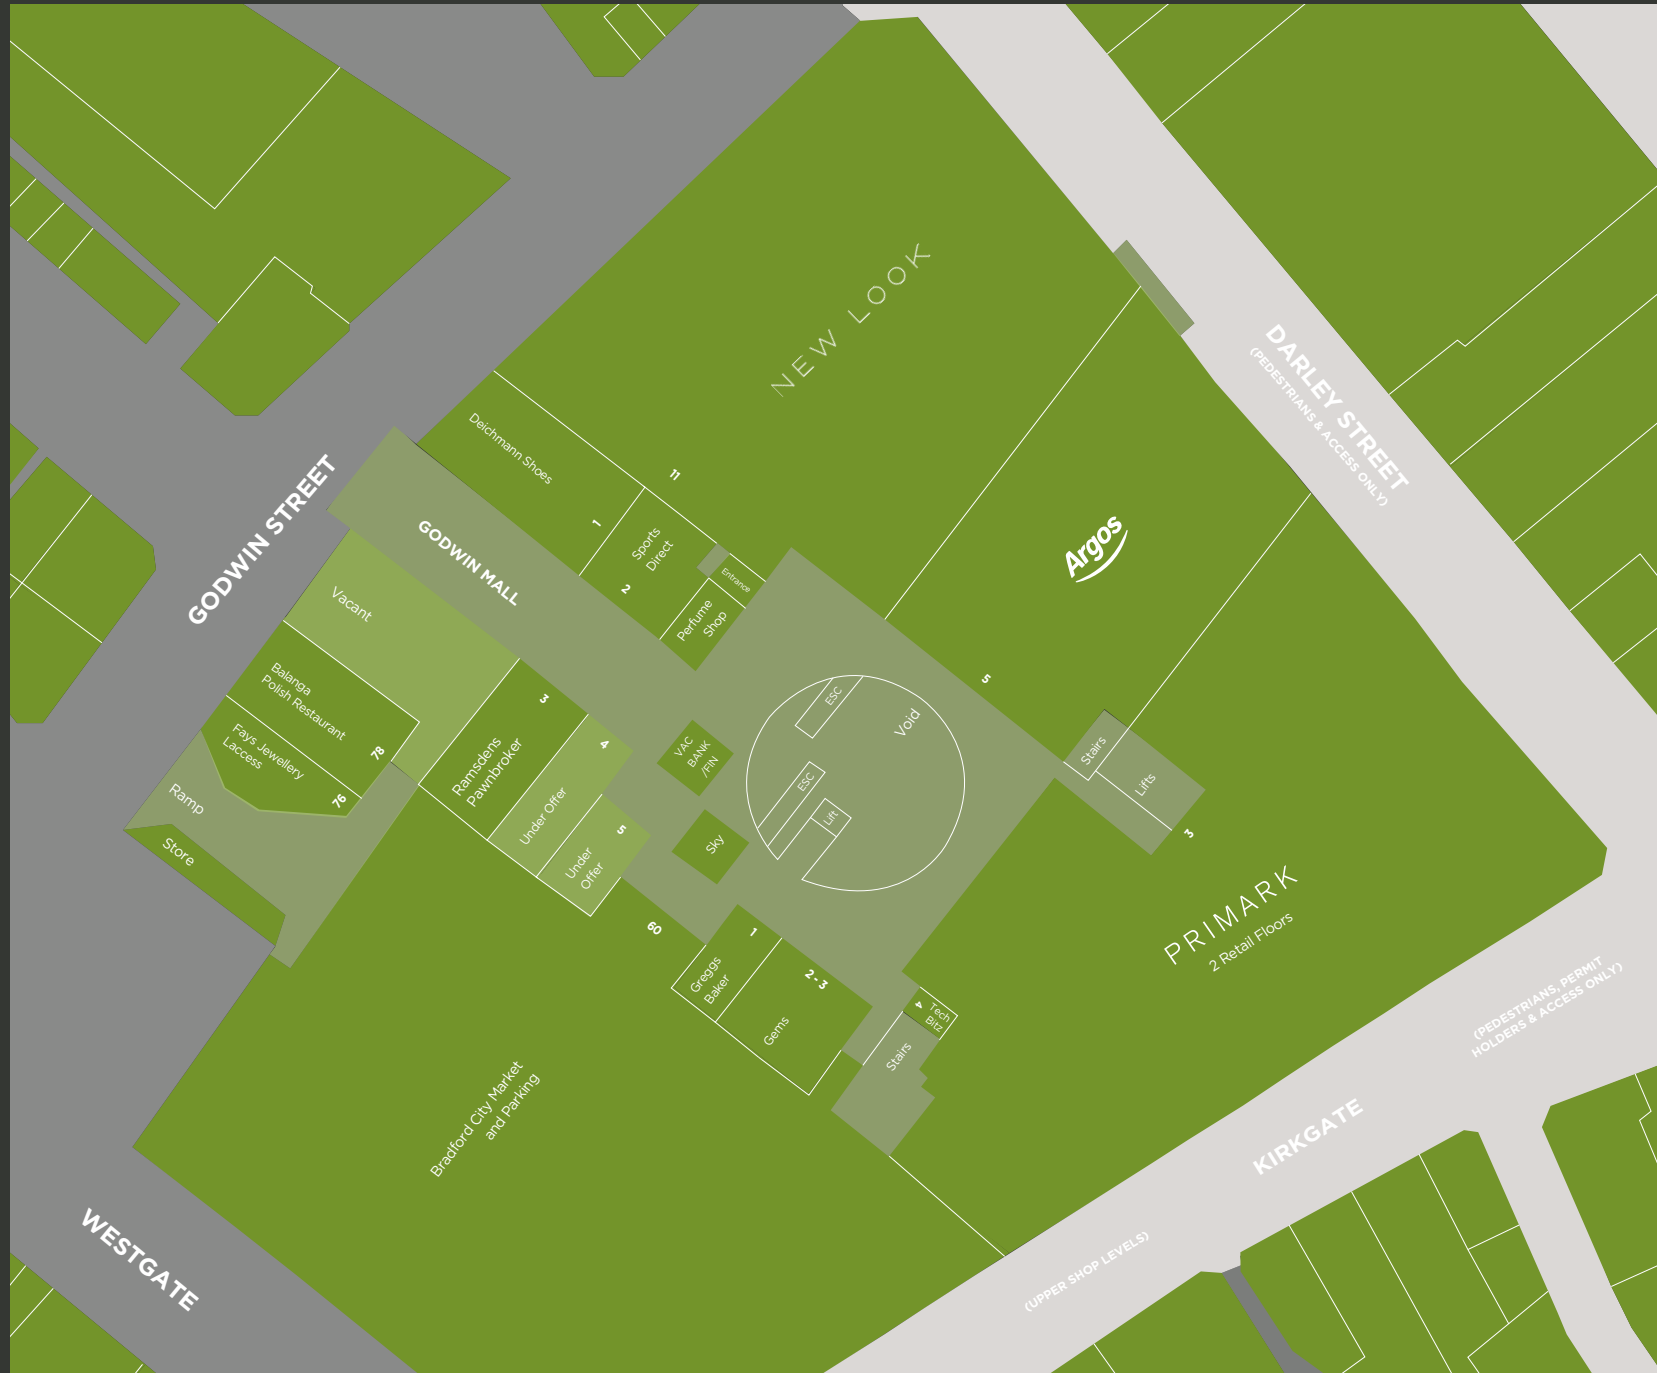 NEW LOOK
DARLEY STREET
(PEDESTRIANS & ACCESS ONLY)
Deichmann Shoes
11
1
Sports
Direct
2
Entrance
Perfume
Shop
GODWIN STREET
GODWIN MALL
Argos
5
Vacant
Balanga
Polish Restaurant
78
Fays Jewellery
Laccess
76
Ramp
Store
3
Ramsdens
Pawnbroker
4
Under Offer
5
Under
Offer
VAC
BANK
/FIN
Sky
ESC
Void
ESC
Lift
Stairs
Lifts
3
60
1
Greggs
Baker
2 - 3
Gems
4
Tech
Bitz
Stairs
PRIMARK
2 Retail Floors
(PEDESTRIANS, PERMIT
HOLDERS & ACCESS ONLY)
Bradford City Market
and Parking
KIRKGATE
(UPPER SHOP LEVELS)
WESTGATE